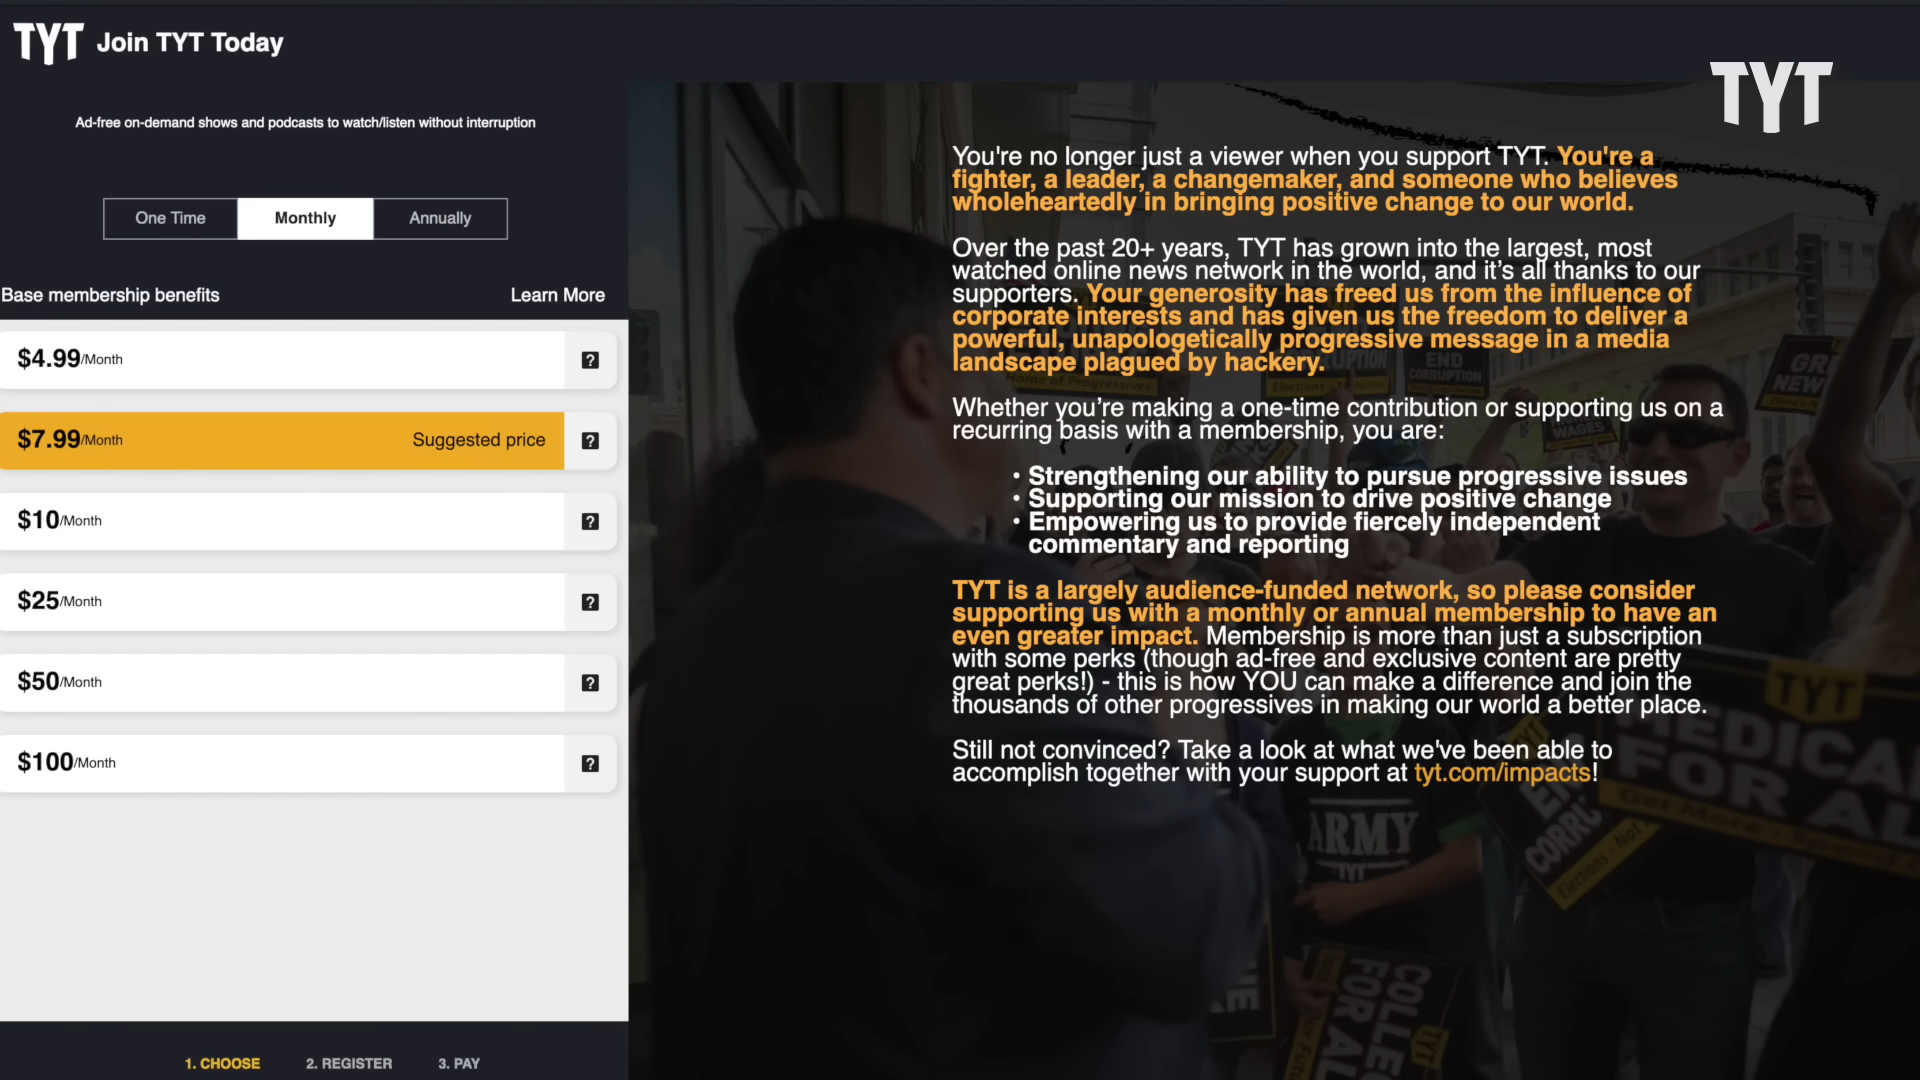 TYT Join TYT Today
TYT
Ad-free on-demand shows and podcasts to watch/listen without interruption
One Time
Monthly
Annually
Base membership benefits
Learn More
$4.99/Month
?
$7.99/Month
Suggested price
?
$10/Month
?
$25/Month
?
$50/Month
?
$100/Month
?
1. CHOOSE
2. REGISTER
3. PAY
You're no longer just a viewer when you support TYT. You're a
fighter, a leader, a changemaker, and someone who believes
wholeheartedly in bringing positive change to our world.
Over the past 20+ years, TYT has grown into the largest, most
watched online news network in the world, and it’s all thanks to our
supporters. Your generosity has freed us from the influence of
corporate interests and has given us the freedom to deliver a
powerful, unapologetically progressive message in a media
landscape plagued by hackery.
Whether you’re making a one-time contribution or supporting us on a
recurring basis with a membership, you are:
• Strengthening our ability to pursue progressive issues
• Supporting our mission to drive positive change
• Empowering us to provide fiercely independent
commentary and reporting
TYT is a largely audience-funded network, so please consider
supporting us with a monthly or annual membership to have an
even greater impact. Membership is more than just a subscription
with some perks (though ad-free and exclusive content are pretty
great perks!) - this is how YOU can make a difference and join the
thousands of other progressives in making our world a better place.
Still not convinced? Take a look at what we've been able to
accomplish together with your support at tyt.com/impacts!
END
CORRUPTION
Home of Progressives
WAGES
ARMY
TYT
TYT
FOR
TYT